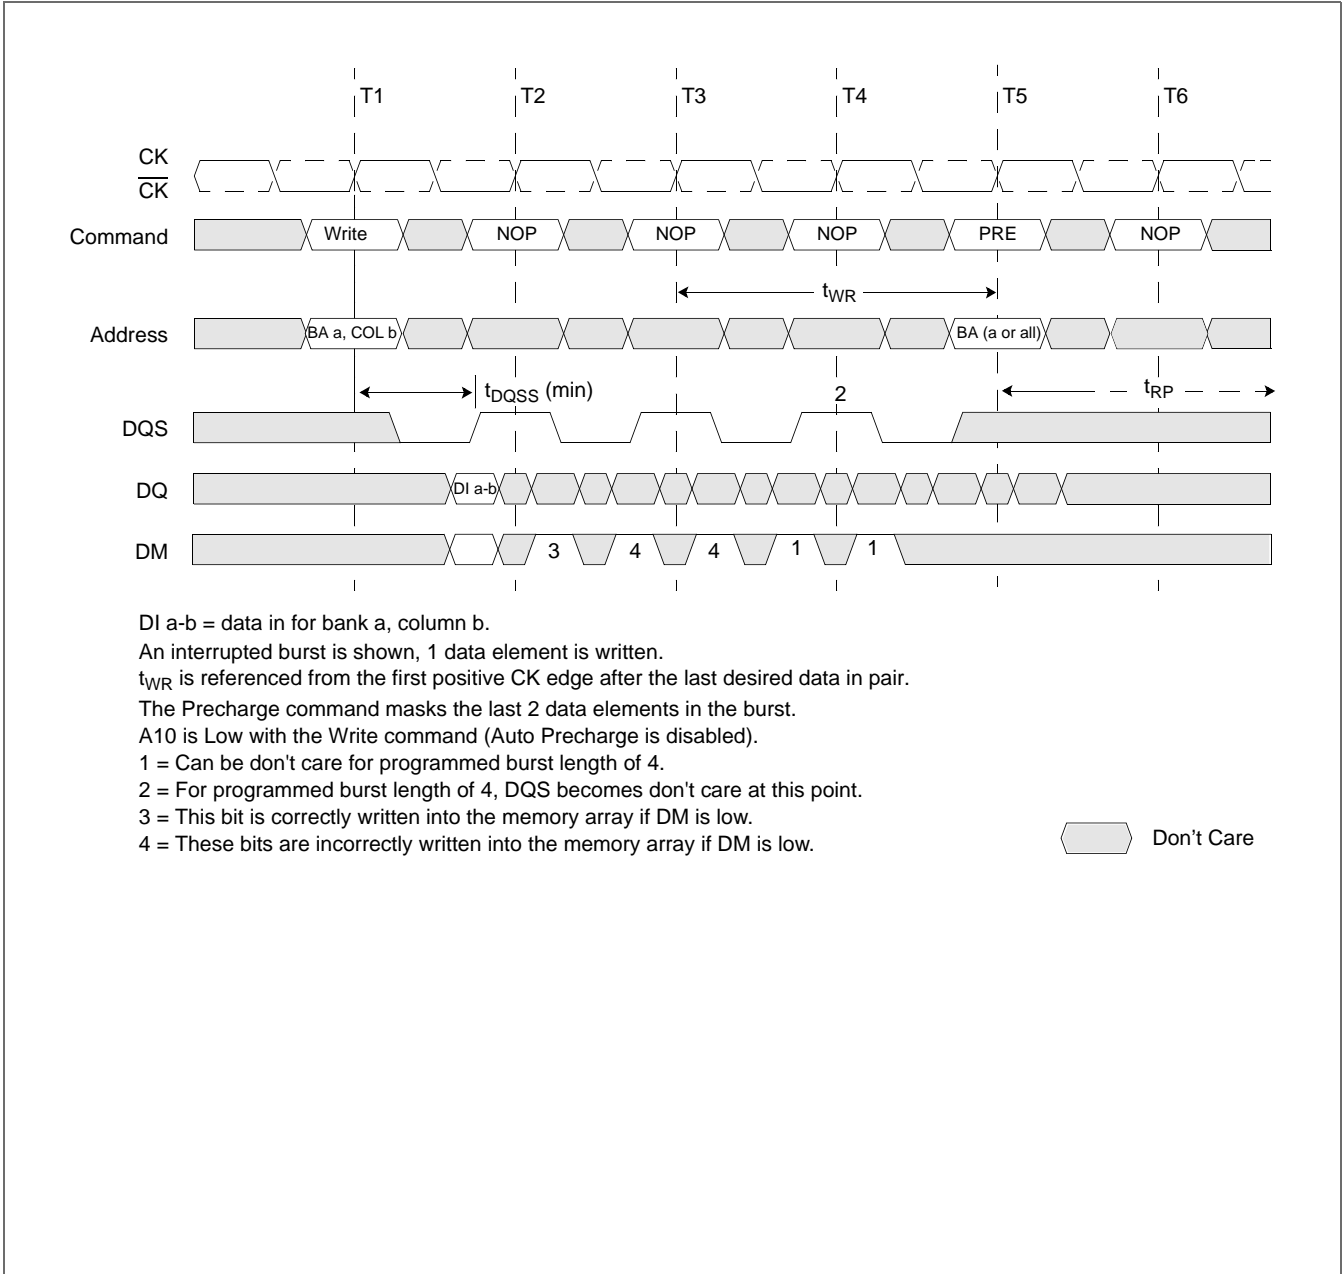 T1 T2 T3 T4 T5 T6
CK
CK
Command Write NOP NOP NOP PRE NOP
tWR
Address BA a, COL b BA (a or all)
tDQSS (min) 2 tRP
DQS
DQ DI a-b
DM 3 4 4 1 1
DI a-b = data in for bank a, column b.
An interrupted burst is shown, 1 data element is written.
tWR is referenced from the first positive CK edge after the last desired data in pair.
The Precharge command masks the last 2 data elements in the burst.
A10 is Low with the Write command (Auto Precharge is disabled).
1 = Can be don't care for programmed burst length of 4.
2 = For programmed burst length of 4, DQS becomes don't care at this point.
3 = This bit is correctly written into the memory array if DM is low.
4 = These bits are incorrectly written into the memory array if DM is low.
Don't Care